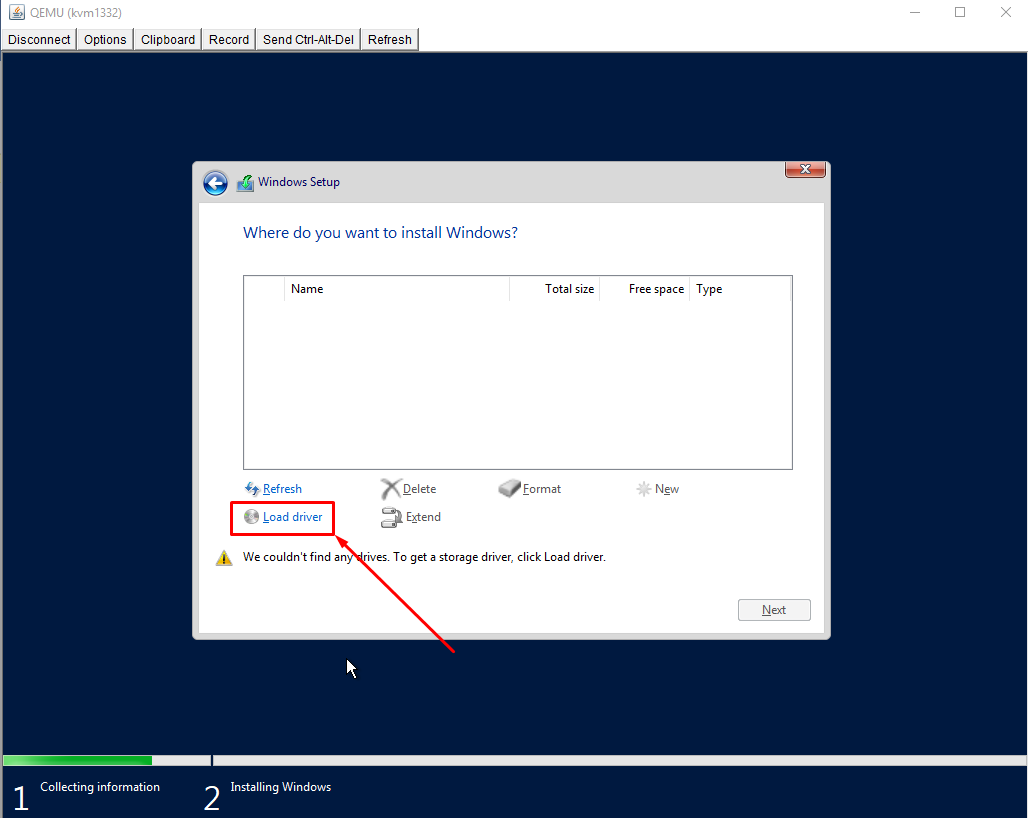 QEMU (kvm1332)
Disconnect Options Clipboard Record Send Ctrl-Alt-Del Refresh
Windows Setup
Where do you want to install Windows?
Name Total size Free space Type
Refresh Delete Format New
Load driver Extend
We couldn't find any drives. To get a storage driver, click Load driver.
Next
1 Collecting information 2 Installing Windows